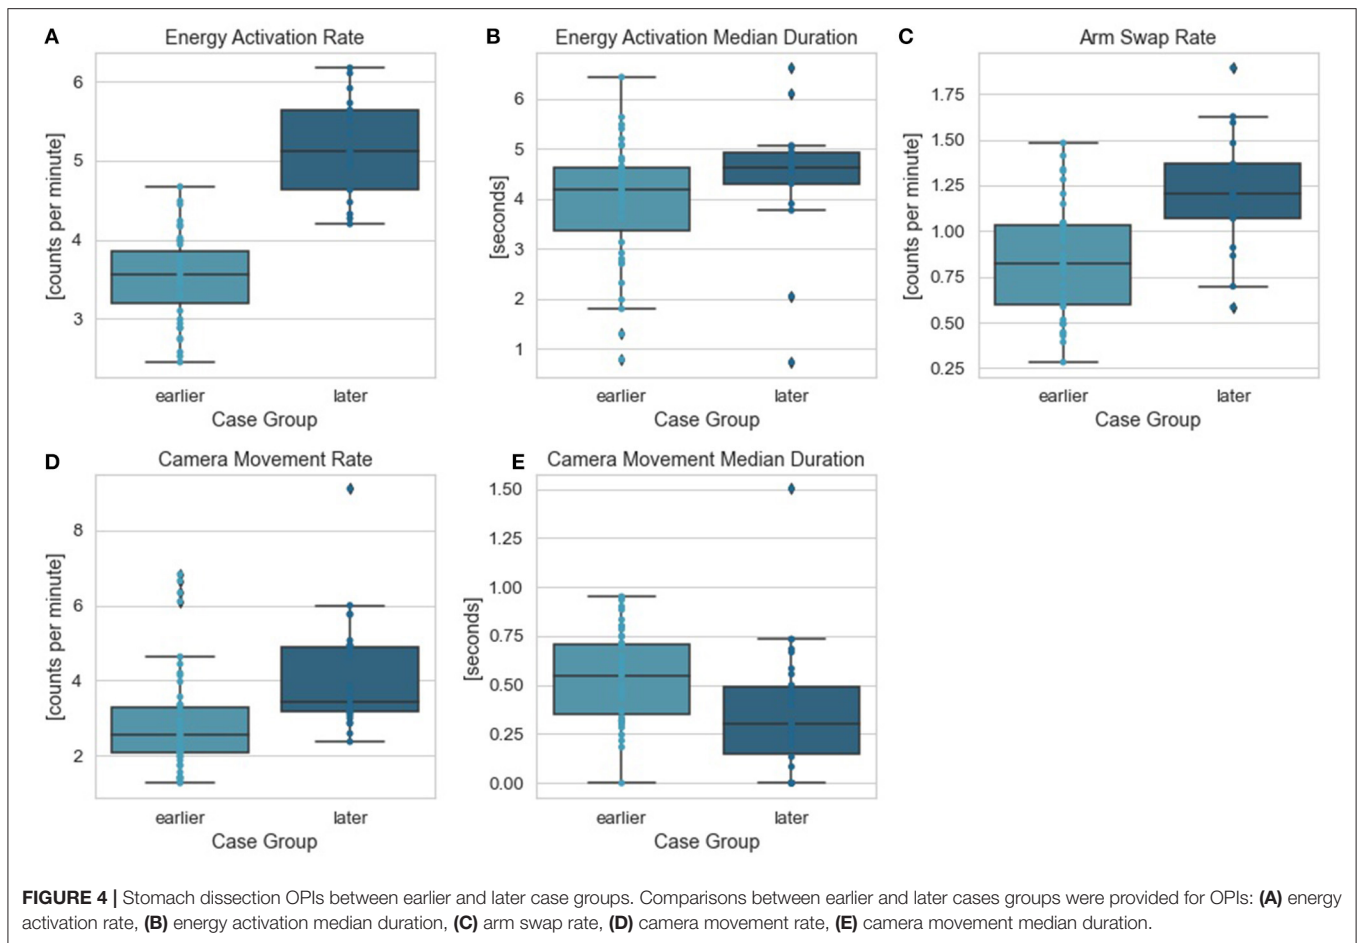 A Energy Activation Rate
6
5
4
3
[counts per minute]
earlier later
Case Group
B Energy Activation Median Duration
6
5
4
3
2
1
[seconds]
earlier later
Case Group
C Arm Swap Rate
1.75
1.50
1.25
1.00
0.75
0.50
0.25
[counts per minute]
earlier later
Case Group
D Camera Movement Rate
8
6
4
2
[counts per minute]
earlier later
Case Group
E Camera Movement Median Duration
1.50
1.25
1.00
0.75
0.50
0.25
0.00
[seconds]
earlier later
Case Group
FIGURE 4 | Stomach dissection OPIs between earlier and later case groups. Comparisons between earlier and later cases groups were provided for OPIs: (A) energy
activation rate, (B) energy activation median duration, (C) arm swap rate, (D) camera movement rate, (E) camera movement median duration.